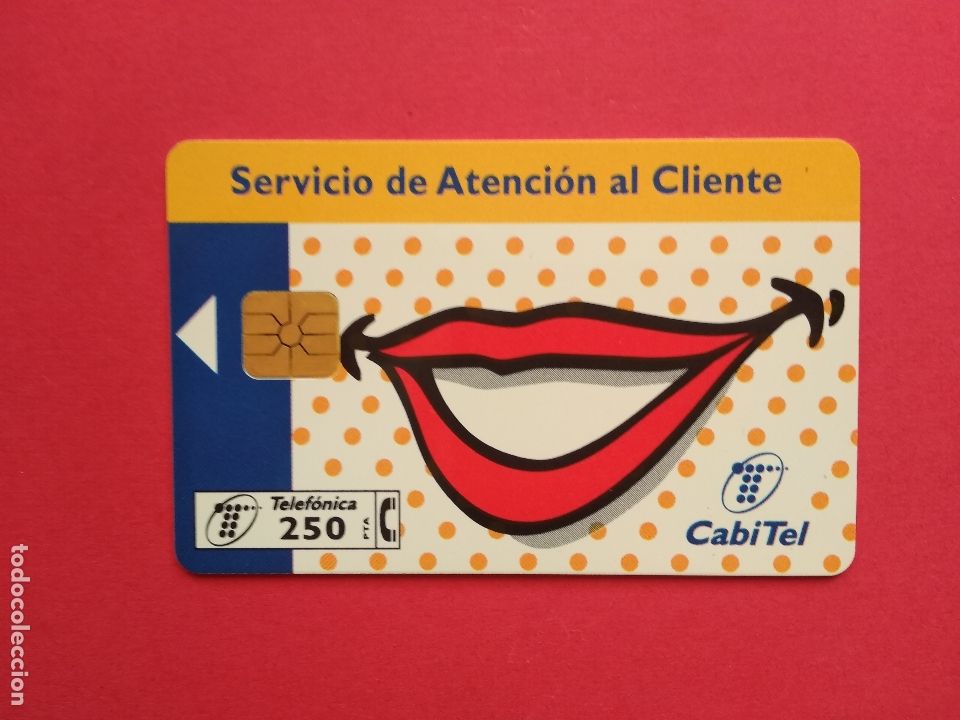 Servicio de Atención al Cliente
Telefónica
250 PTA
CabiTel
todocoleccion